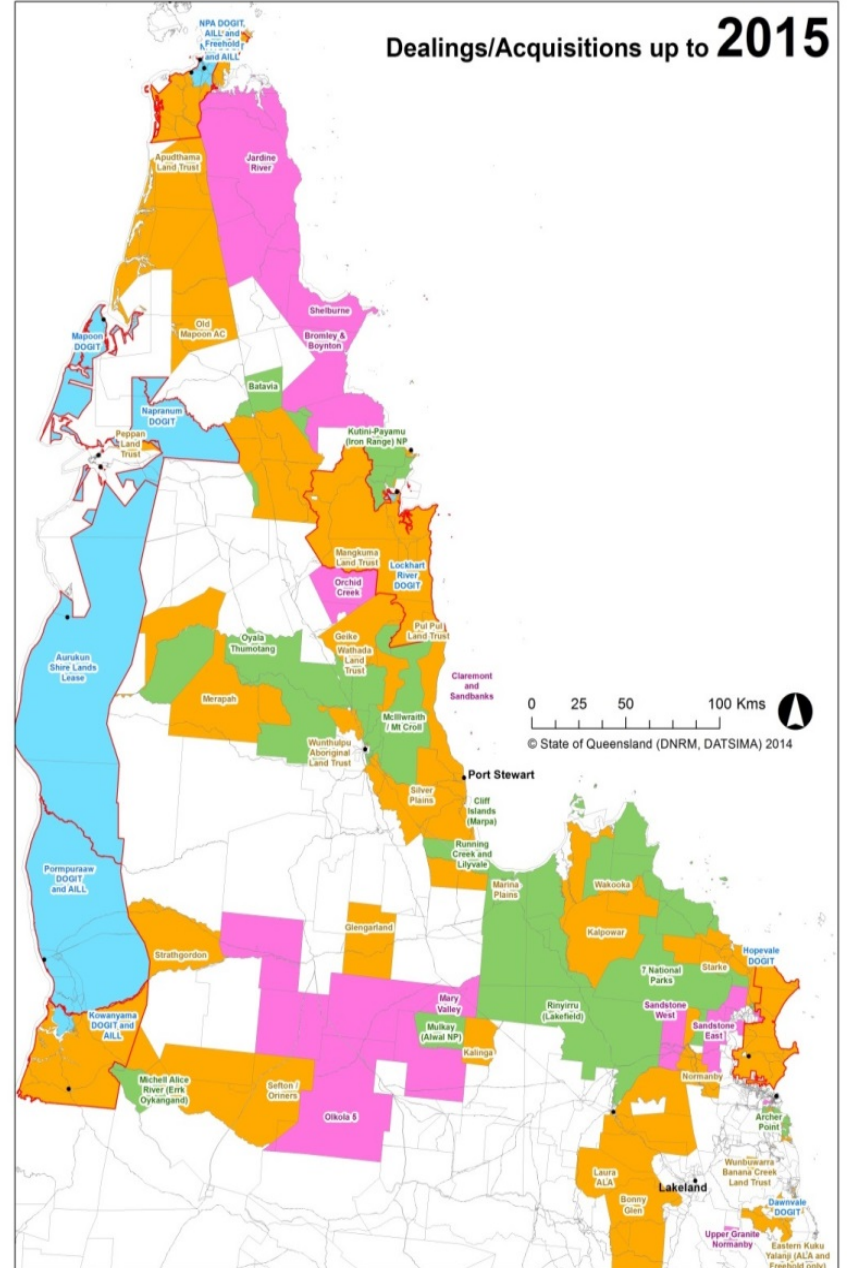 Dealings/Acquisitions up to 2015
NPA DOGIT,
AILL and
Freehold
and AILL
Apudthama
Land Trust
Jardine
River
Shelburne
Old
Mapoon AC
Bromley &
Boynton
Mapoon
DOGIT
Batavia
Napranum
DOGIT
Peppan
Land
Trust
Kutini-Payamu
(Iron Range) NP
Mangkuma
Land Trust
Lockhart
River
DOGIT
Orchid
Creek
Pul Pul
Land Trust
Geike
Wathada
Land
Trust
Oyala
Thumotang
Aurukun
Shire Lands
Lease
Merapah
Claremont
and
Sandbanks
0 25 50 100 Kms
© State of Queensland (DNRM, DATSIMA) 2014
McIllwraith
/ Mt Croll
Wunthulpu
Aboriginal
Land Trust
Port Stewart
Silver
Plains
Cliff
Islands
(Marpa)
Running
Creek and
Lilyvale
Pormpuraaw
DOGIT
and AILL
Marina
Plains
Wakooka
Glengarland
Kalpowar
Strathgordon
Hopevale
DOGIT
Starke
? National
Parks
Mary
Valley
Rinyirru
(Lakefield)
Sandstone
West
Sandstone
East
Kowanyama
DOGIT and
AILL
Mulkay
(Alwal NP)
Kalinga
Normanby
Michell Alice
River (Errk
Oykangand)
Sefton /
Oriners
Olkola 5
Archer
Point
Laura
ALA
Wunbuwarra
Banana Creek
Land Trust
Lakeland
Bonny
Glen
Dawnvale
DOGIT
Upper Granite
Normanby
Eastern Kuku
Yalanji (ALA and
Freehold only)